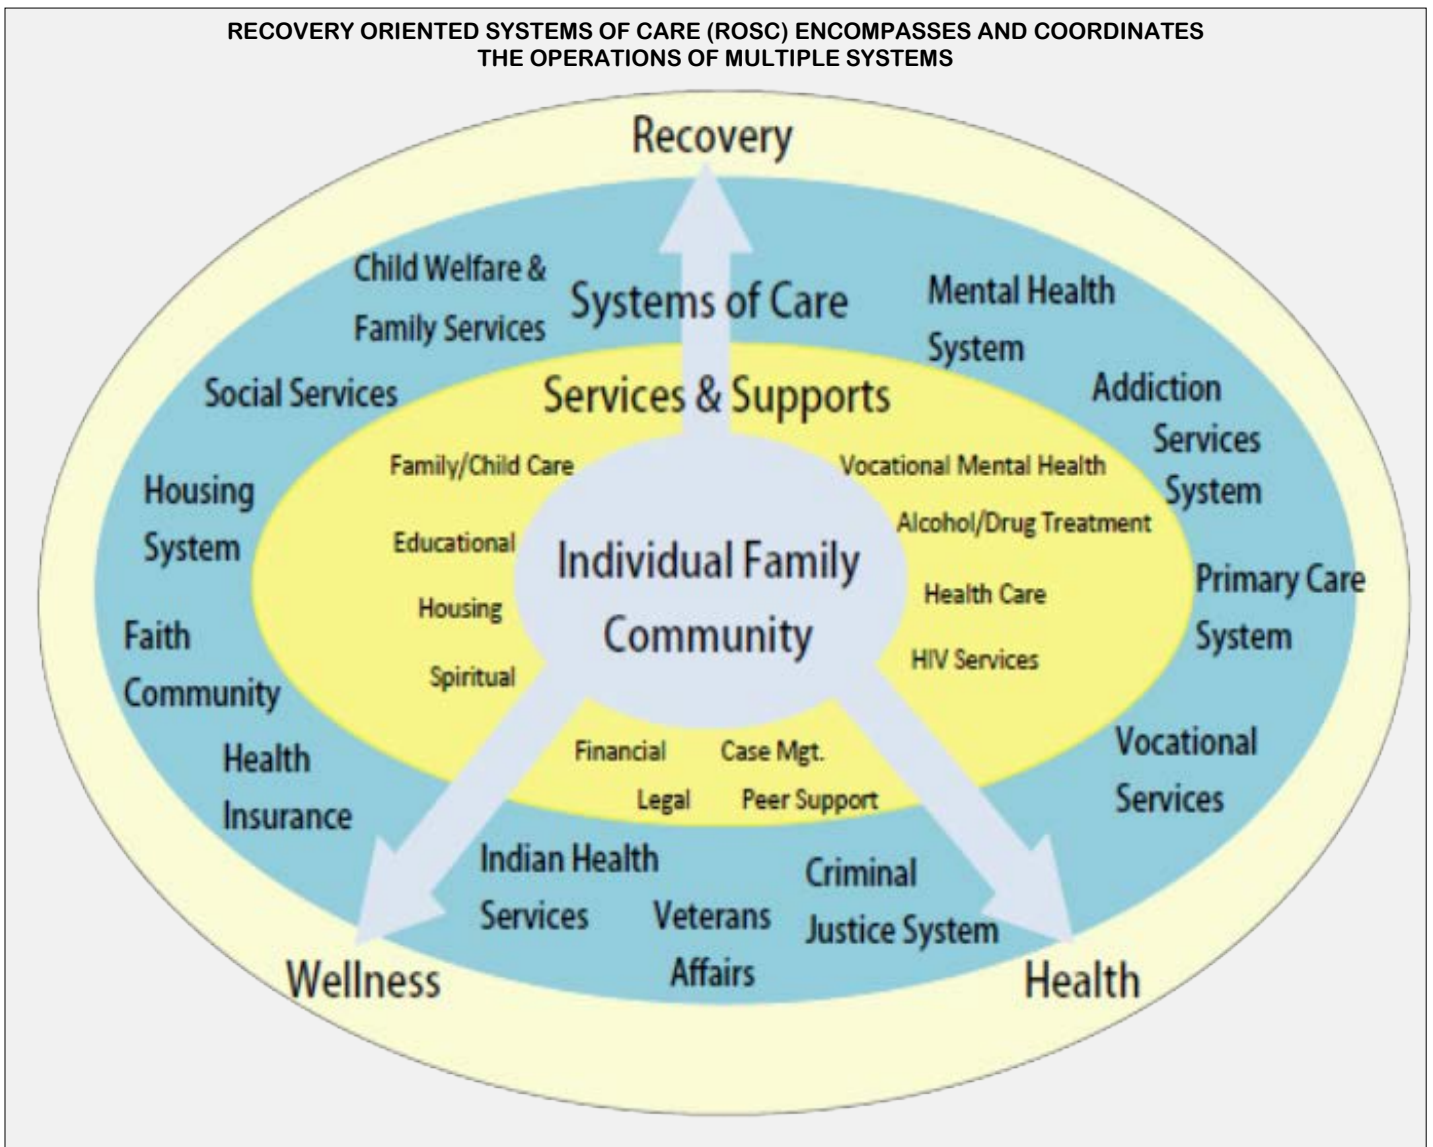 RECOVERY ORIENTED SYSTEMS OF CARE (ROSC) ENCOMPASSES AND COORDINATES
THE OPERATIONS OF MULTIPLE SYSTEMS
Recovery
Systems of Care
Child Welfare &
Family Services
Social Services
Housing
System
Faith
Community
Health
Insurance
Indian Health
Services
Veterans
Affairs
Criminal
Justice System
Vocational
Services
Primary Care
System
Addiction
Services
System
Mental Health
System
Services & Supports
Family/Child Care
Educational
Housing
Spiritual
Financial
Legal
Case Mgt.
Peer Support
HIV Services
Health Care
Alcohol/Drug Treatment
Vocational Mental Health
Individual Family
Community
Wellness
Health